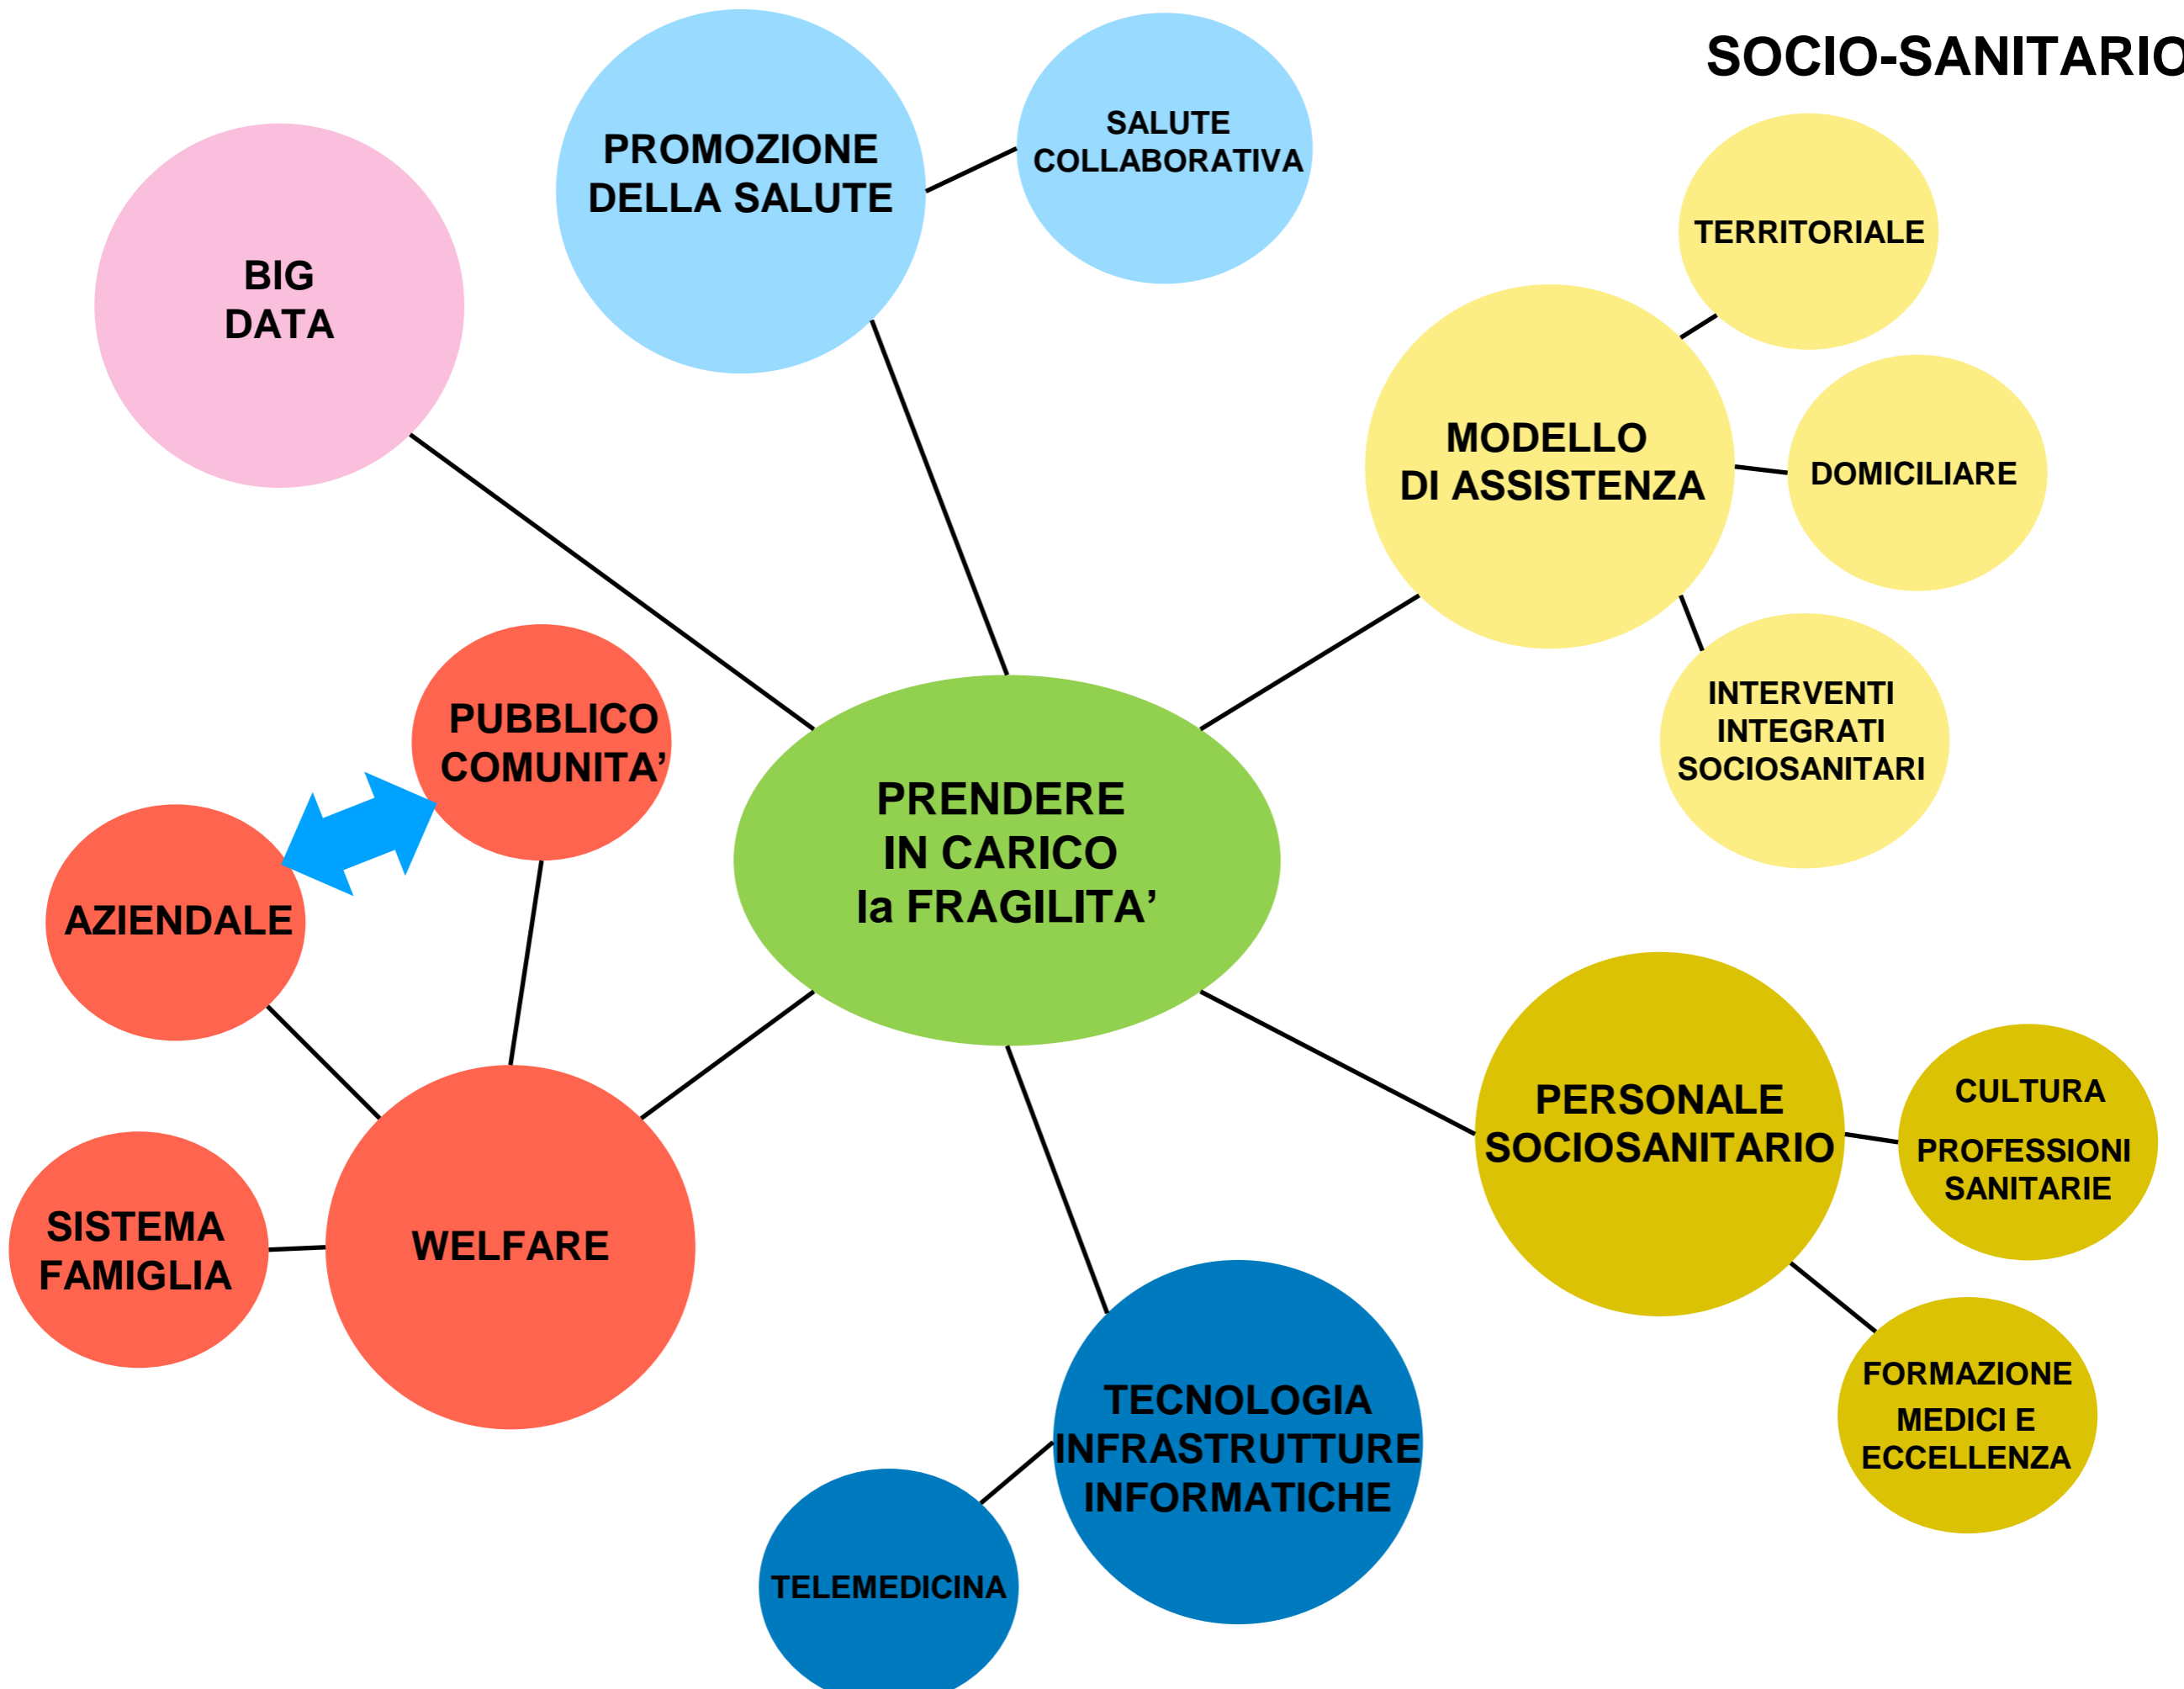 SOCIO-SANITARIO
PROMOZIONE
DELLA SALUTE
SALUTE
COLLABORATIVA
BIG
DATA
TERRITORIALE
MODELLO
DI ASSISTENZA
DOMICILIARE
INTERVENTI
INTEGRATI
SOCIOSANITARI
PUBBLICO
COMUNITA’
AZIENDALE
PRENDERE
IN CARICO
la FRAGILITA’
SISTEMA
FAMIGLIA
WELFARE
PERSONALE
SOCIOSANITARIO
CULTURA
PROFESSIONI
SANITARIE
FORMAZIONE
MEDICI E
ECCELLENZA
TECNOLOGIA
INFRASTRUTTURE
INFORMATICHE
TELEMEDICINA